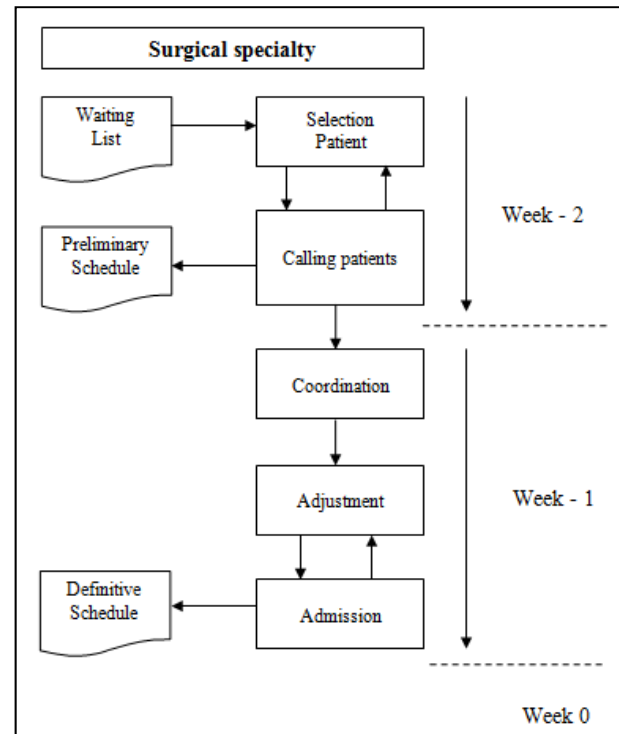 Surgical specialty
Waiting
List
Selection
Patient
Week - 2
Preliminary
Schedule
Calling patients
Coordination
Adjustment
Week - 1
Definitive
Schedule
Admission
Week 0